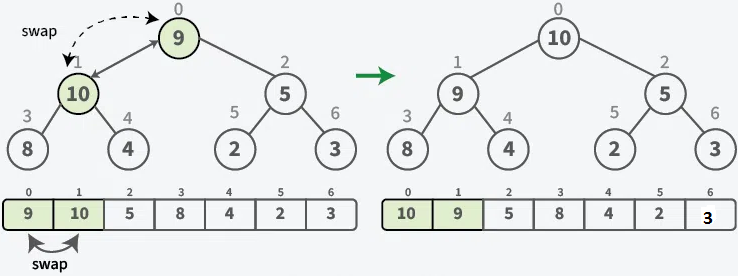 0 0
swap 9 10
1 2 1 2
10 5 9 5
3 4 5 6 3 4 5 6
8 4 2 3 8 4 2 3
0 1 2 3 4 5 6 0 1 2 3 4 5 6
9 10 5 8 4 2 3 10 9 5 8 4 2 3
swap